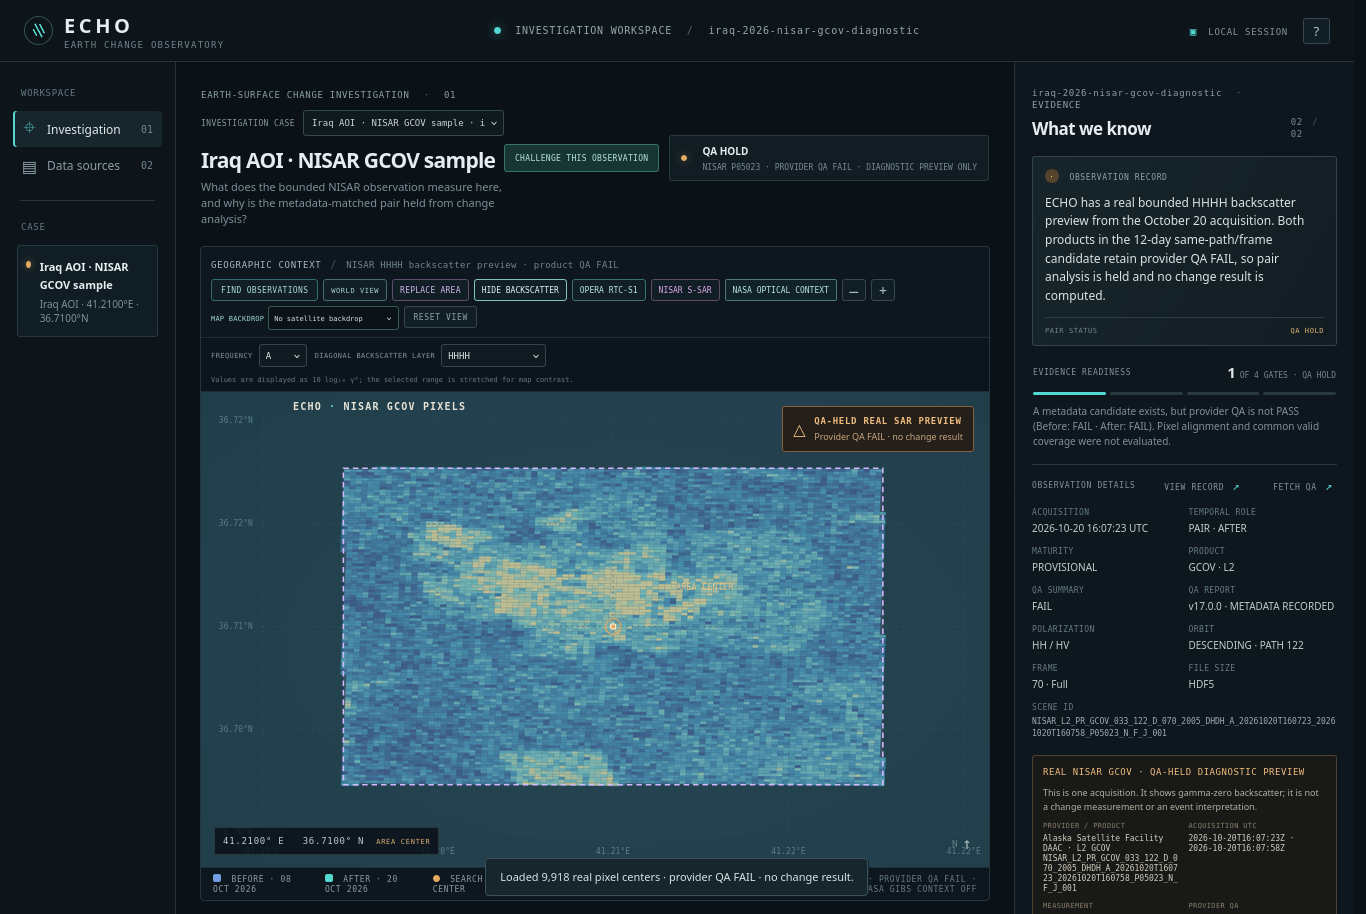 ECHO
EARTH CHANGE OBSERVATORY
INVESTIGATION WORKSPACE / iraq-2026-nisar-gcov-diagnostic
LOCAL SESSION
?
WORKSPACE
Investigation 01
Data sources 02
CASE
Iraq AOI · NISAR
GCOV sample
Iraq AOI · 41.2100°E ·
36.7100°N
EARTH-SURFACE CHANGE INVESTIGATION · 01
INVESTIGATION CASE Iraq AOI · NISAR GCOV sample · i
Iraq AOI · NISAR GCOV sample
What does the bounded NISAR observation measure here,
and why is the metadata-matched pair held from change
analysis?
CHALLENGE THIS OBSERVATION
QA HOLD
NISAR P05023 · PROVIDER QA FAIL · DIAGNOSTIC PREVIEW ONLY
GEOGRAPHIC CONTEXT / NISAR HHHH backscatter preview · product QA FAIL
FIND OBSERVATIONS WORLD VIEW REPLACE AREA HIDE BACKSCATTER OPERA RTC-S1 NISAR S-SAR NASA OPTICAL CONTEXT — +
MAP BACKDROP No satellite backdrop RESET VIEW
FREQUENCY A DIAGONAL BACKSCATTER LAYER HHHH
Values are displayed as 10 log₁₀ γ⁰; the selected range is stretched for map contrast.
ECHO · NISAR GCOV PIXELS
QA-HELD REAL SAR PREVIEW
Provider QA FAIL · no change result
36.72°N
36.72°N
AREA CENTER
36.71°N
36.70°N
41.2100° E 36.7100° N AREA CENTER
N
41.21°E
41.22°E
41.22°E
BEFORE · 08
OCT 2026
AFTER · 20
OCT 2026
SEARCH
CENTER
Loaded 9,918 real pixel centers · provider QA FAIL · no change result.
· PROVIDER QA FAIL ·
GIBS CONTEXT OFF
iraq-2026-nisar-gcov-diagnostic ·
EVIDENCE
What we know
02 /
02
OBSERVATION RECORD
ECHO has a real bounded HHHH backscatter
preview from the October 20 acquisition. Both
products in the 12-day same-path/frame
candidate retain provider QA FAIL, so pair
analysis is held and no change result is
computed.
PAIR STATUS QA HOLD
EVIDENCE READINESS 1 OF 4 GATES · QA HOLD
A metadata candidate exists, but provider QA is not PASS
(Before: FAIL · After: FAIL). Pixel alignment and common valid
coverage were not evaluated.
OBSERVATION DETAILS VIEW RECORD ↗ FETCH QA ↗
ACQUISITION TEMPORAL ROLE
2026-10-20 16:07:23 UTC PAIR · AFTER
MATURITY PRODUCT
PROVISIONAL GCOV · L2
QA SUMMARY QA REPORT
FAIL v17.0.0 · METADATA RECORDED
POLARIZATION ORBIT
HH / HV DESCENDING · PATH 122
FRAME FILE SIZE
70 · Full HDF5
SCENE ID
NISAR_L2_PR_GCOV_033_122_D_070_2005_DHDH_A_20261020T160723_2026
1020T160758_P05023_N_F_J_001
REAL NISAR GCOV · QA-HELD DIAGNOSTIC PREVIEW
This is one acquisition. It shows gamma-zero backscatter; it is not
a change measurement or an event interpretation.
PROVIDER / PRODUCT
Alaska Satellite Facility
DAAC · L2 GCOV
NISAR_L2_PR_GCOV_033_122_D_0
70_2005_DHDH_A_20261020T1607
23_20261020T160758_P05023_N_
F_J_001
ACQUISITION UTC
2026-10-20T16:07:23Z ·
2026-10-20T16:07:58Z
MEASUREMENT PROVIDER QA